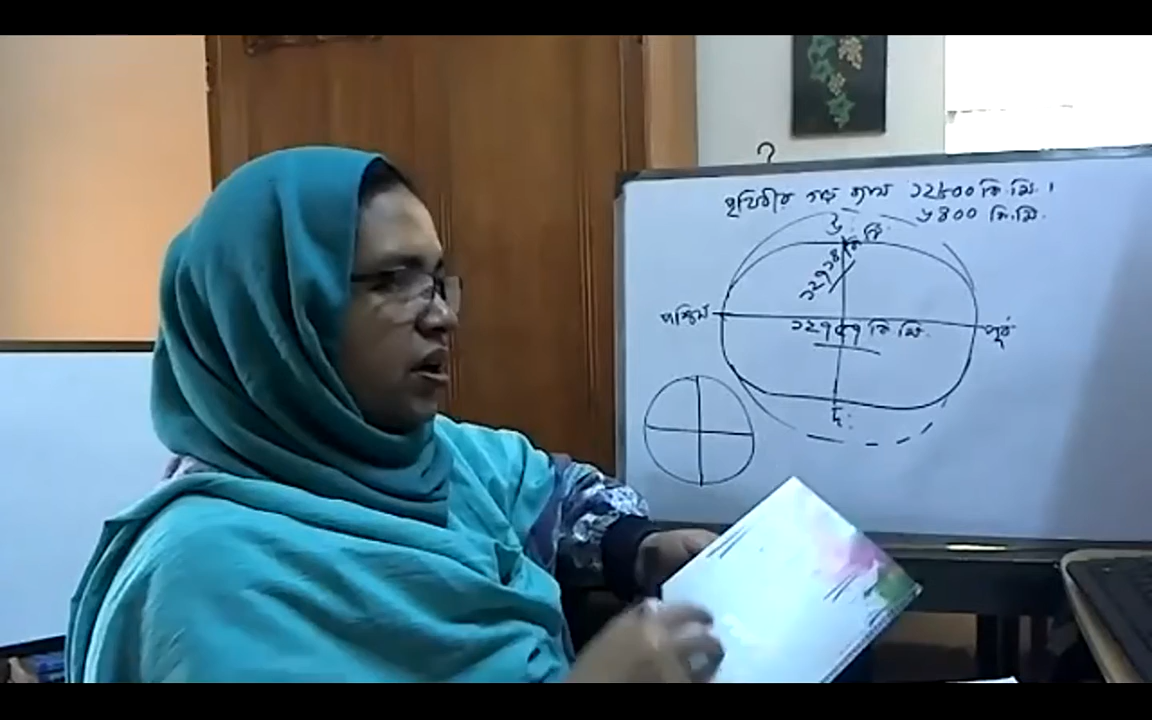 ?
পৃথিবীর গড় ব্যাস ১২৮০০ কি.মি.।
৬৪০০ কি.মি.
উ:
১২৭১৪ কি মি
পশ্চিম
১২৭৫৭ কি মি.
পূর্ব
দ: